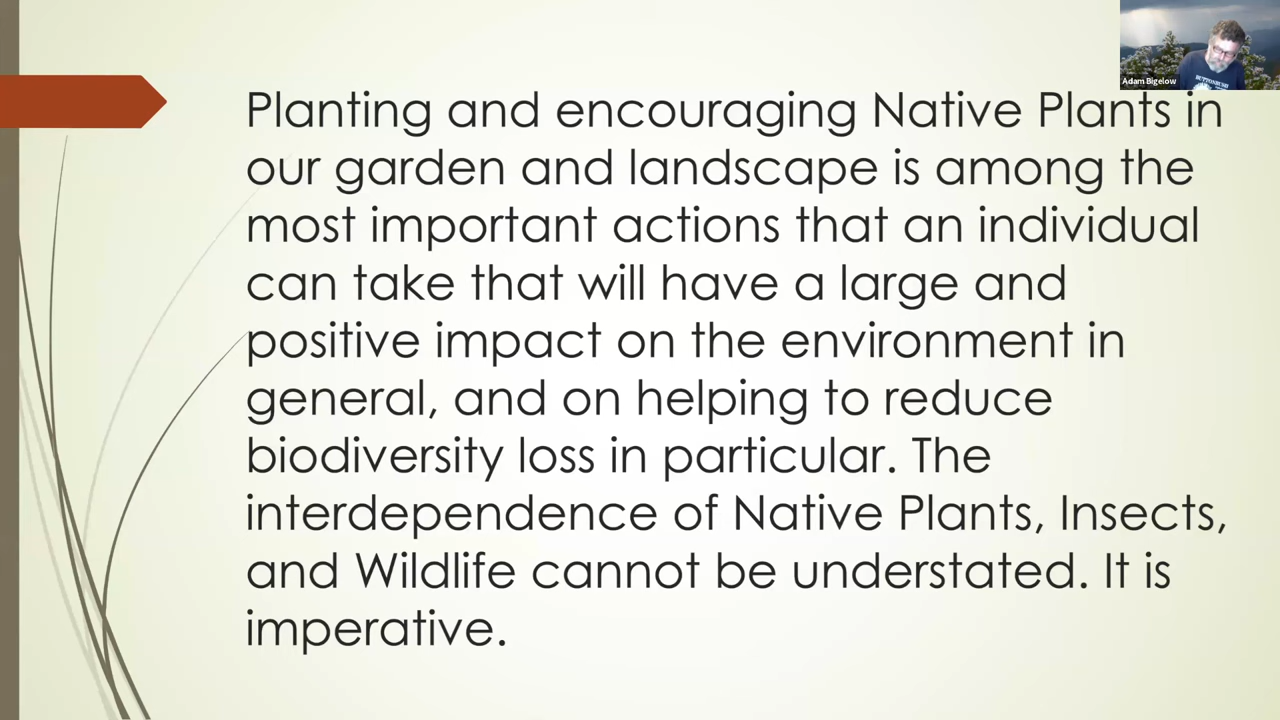 Adam Bigelow
BUTTONBUSH
Planting and encouraging Native Plants in
our garden and landscape is among the
most important actions that an individual
can take that will have a large and
positive impact on the environment in
general, and on helping to reduce
biodiversity loss in particular. The
interdependence of Native Plants, Insects,
and Wildlife cannot be understated. It is
imperative.